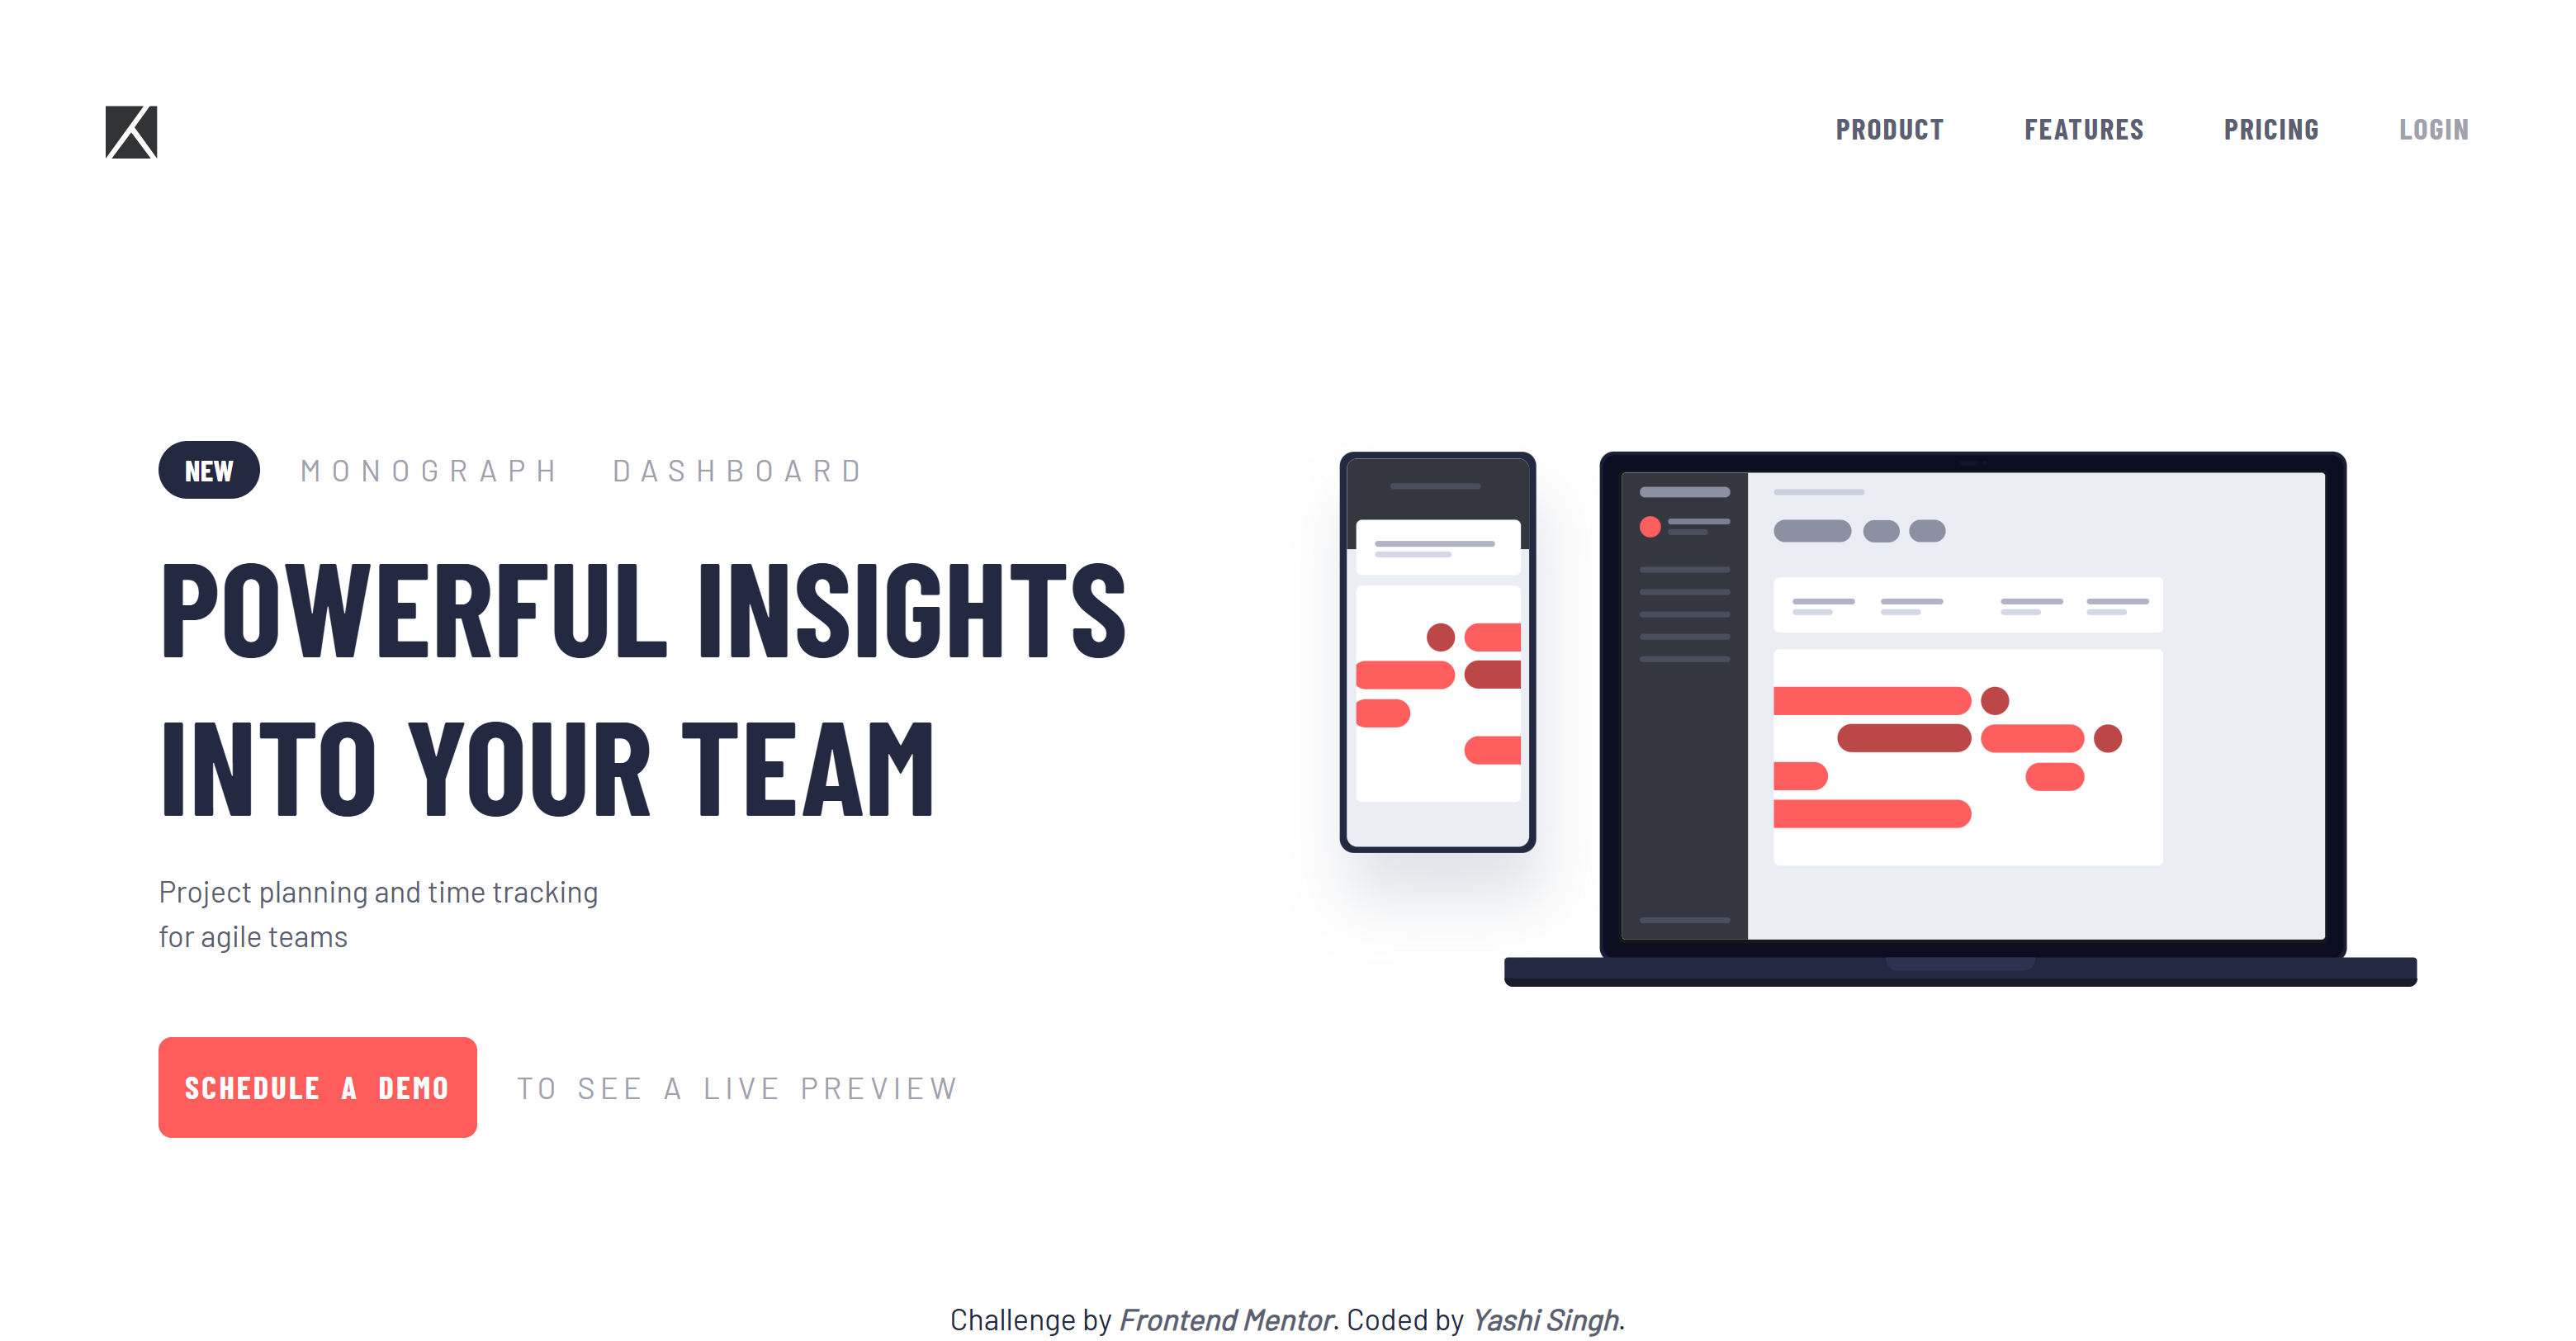 PRODUCT FEATURES PRICING LOGIN
NEW MONOGRAPH DASHBOARD
POWERFUL INSIGHTS
INTO YOUR TEAM
Project planning and time tracking
for agile teams
SCHEDULE A DEMO TO SEE A LIVE PREVIEW
Challenge by Frontend Mentor. Coded by Yashi Singh.